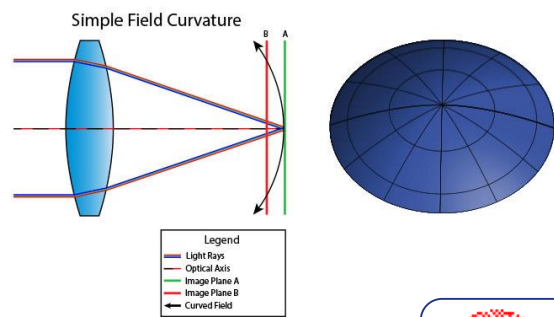 Simple Field Curvature
B A
Legend
Light Rays
Optical Axis
Image Plane A
Image Plane B
Curved Field